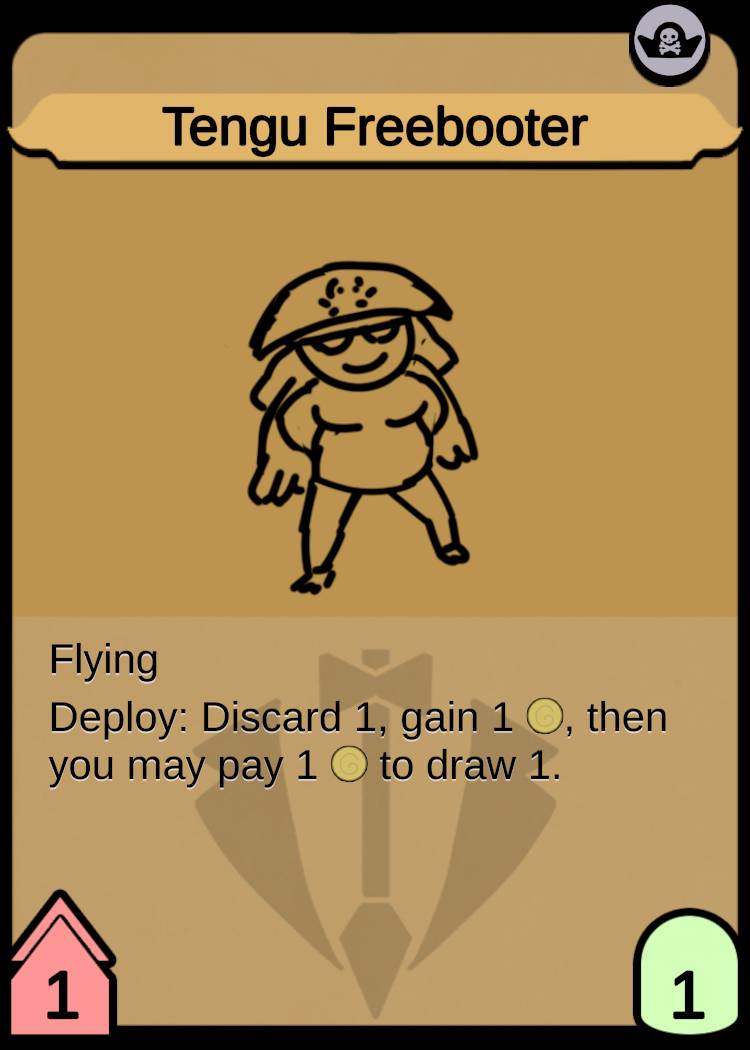 Tengu Freebooter
Flying
Deploy: Discard 1, gain 1 , then
you may pay 1 to draw 1.
1
1